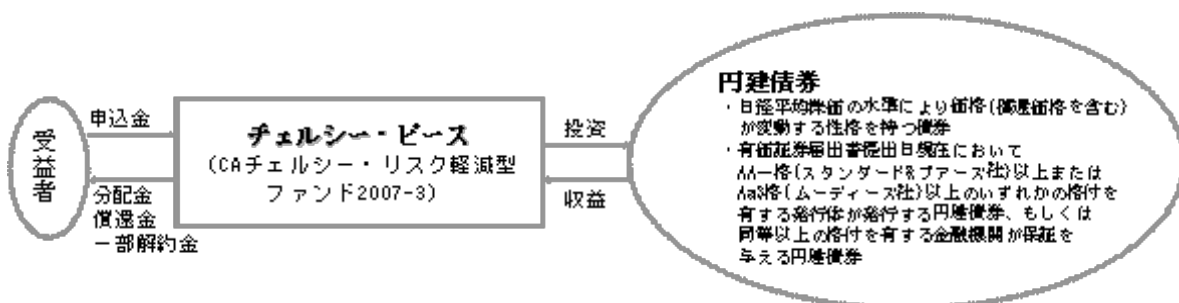 受益者
申込金
分配金
償還金
一部解約金
チェルシー・ピース
(CAチェルシー・リスク軽減型
ファンド2007-3)
投資
収益
円建債券
・日経平均株価の水準により価格(償還価格を含む)
が変動する性格を持つ債券
・有価証券届出書提出日現在において
AA－格(スタンダード&プアーズ社)以上または
Aa3格(ムーディーズ社)以上のいずれかの格付を
有する発行体が発行する円建債券、もしくは
同等以上の格付を有する金融機関が保証を
与える円建債券